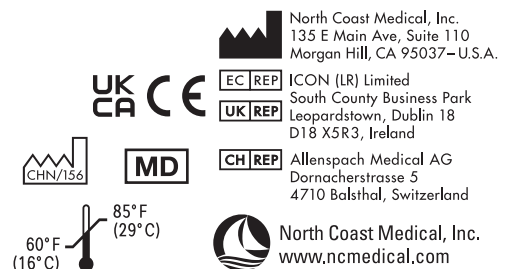 North Coast Medical, Inc.
135 E Main Ave, Suite 110
Morgan Hill, CA 95037–U.S.A.
UK
CA CE
EC REP
UK REP
ICON (LR) Limited
South County Business Park
Leopardstown, Dublin 18
D18 X5R3, Ireland
CHN/156
MD
CH REP
Allenspach Medical AG
Dornacherstrasse 5
4710 Balsthal, Switzerland
85°F
(29°C)
60°F
(16°C)
North Coast Medical, Inc.
www.ncmedical.com